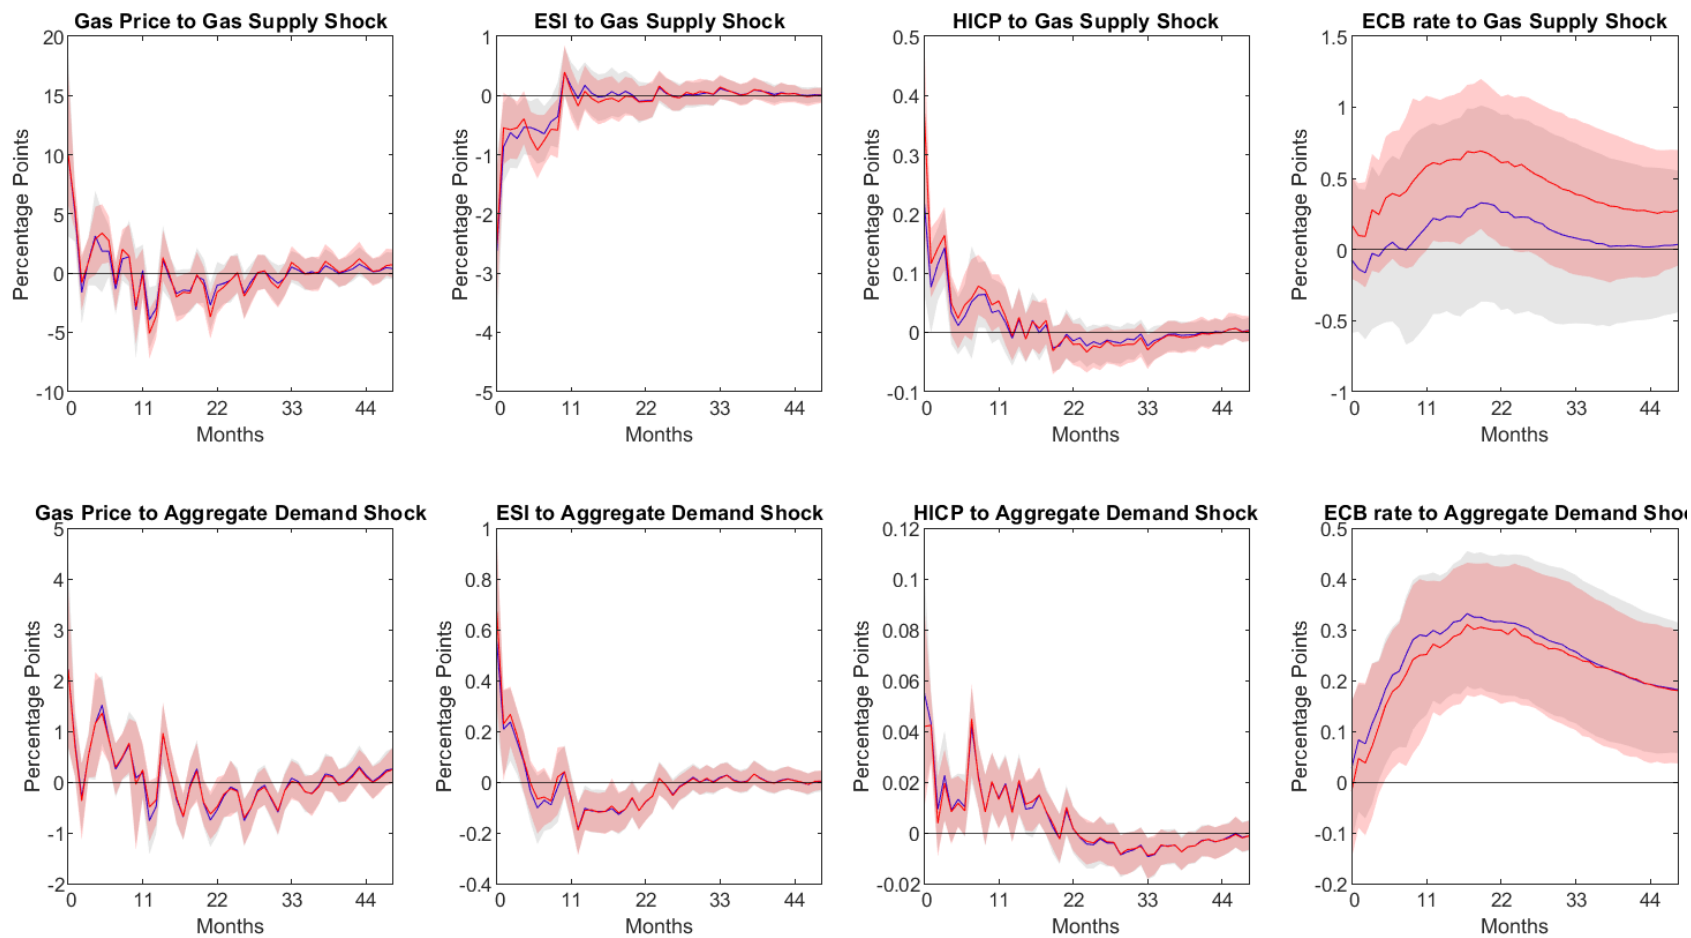 Gas Price to Gas Supply Shock
20
15
10
5
0
-5
-10
Percentage Points
0 11 22 33 44
Months
ESI to Gas Supply Shock
1
0
-1
-2
-3
-4
-5
Percentage Points
0 11 22 33 44
Months
HICP to Gas Supply Shock
0.5
0.4
0.3
0.2
0.1
0
-0.1
Percentage Points
0 11 22 33 44
Months
ECB rate to Gas Supply Shock
1.5
1
0.5
0
-0.5
-1
Percentage Points
0 11 22 33 44
Months
Gas Price to Aggregate Demand Shock
5
4
3
2
1
0
-1
-2
Percentage Points
0 11 22 33 44
Months
ESI to Aggregate Demand Shock
1
0.8
0.6
0.4
0.2
0
-0.2
-0.4
Percentage Points
0 11 22 33 44
Months
HICP to Aggregate Demand Shock
0.12
0.1
0.08
0.06
0.04
0.02
0
-0.02
Percentage Points
0 11 22 33 44
Months
ECB rate to Aggregate Demand Shoc
0.5
0.4
0.3
0.2
0.1
0
-0.1
-0.2
Percentage Points
0 11 22 33 44
Months